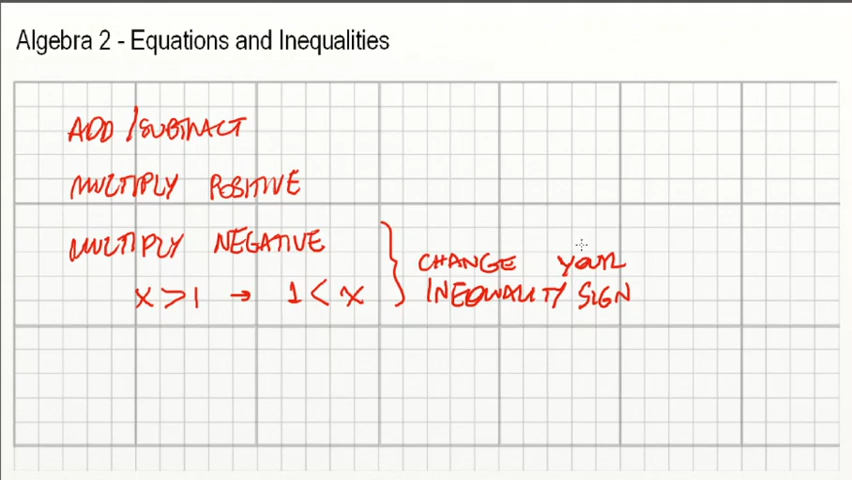 Algebra 2 - Equations and Inequalities
ADD / SUBTRACT
MULTIPLY POSITIVE
MULTIPLY NEGATIVE
x > 1 → 1 < x
CHANGE YOUR
INEQUALITY SIGN